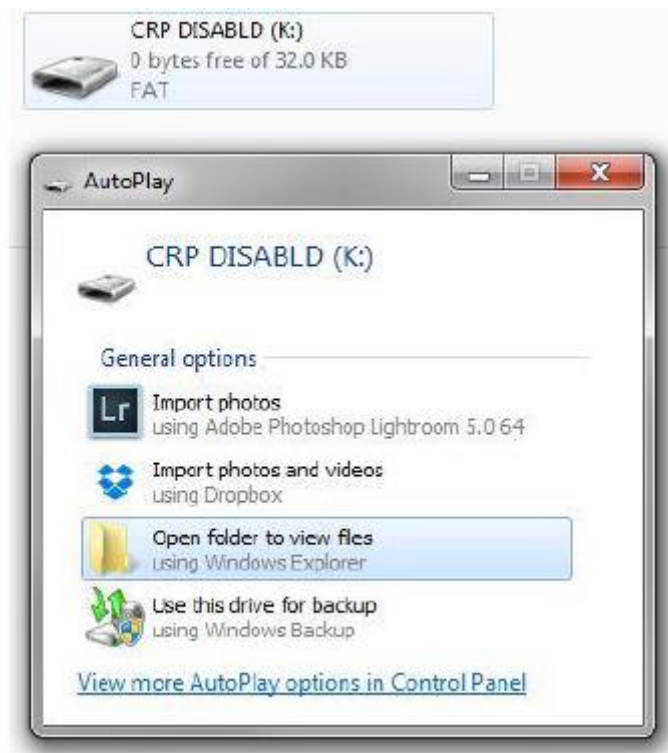 CRP DISABLD (K:)
0 bytes free of 32.0 KB
FAT
AutoPlay
CRP DISABLD (K:)
General options
Lr
Import photos
using Adobe Photoshop Lightroom 5.0 64
Import photos and videos
using Dropbox
Open folder to view files
using Windows Explorer
Use this drive for backup
using Windows Backup
View more AutoPlay options in Control Panel